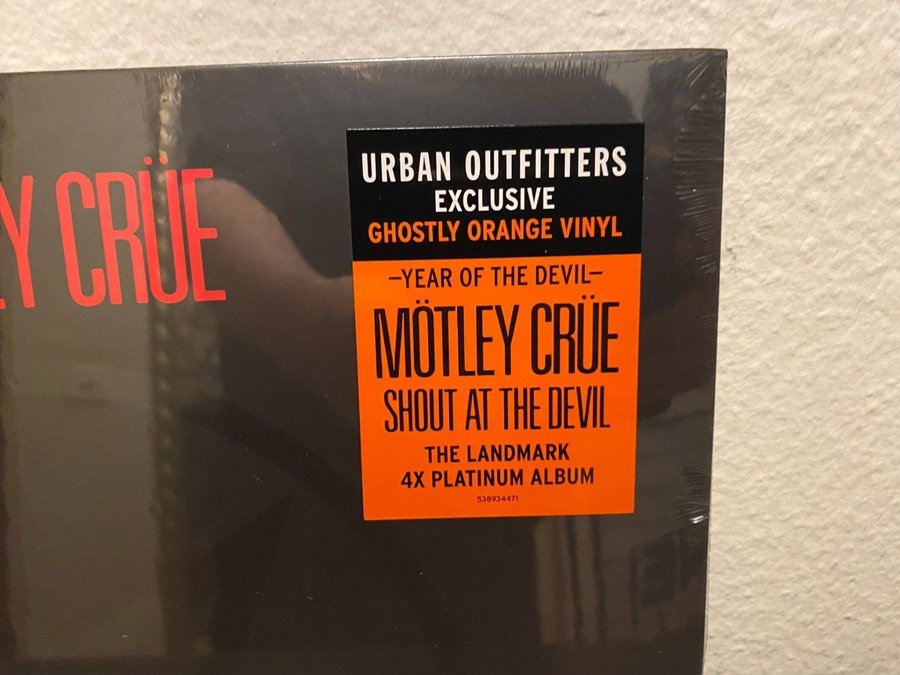 Y CRÜE
URBAN OUTFITTERS
EXCLUSIVE
GHOSTLY ORANGE VINYL
–YEAR OF THE DEVIL–
MÖTLEY CRÜE
SHOUT AT THE DEVIL
THE LANDMARK
4X PLATINUM ALBUM
538934471